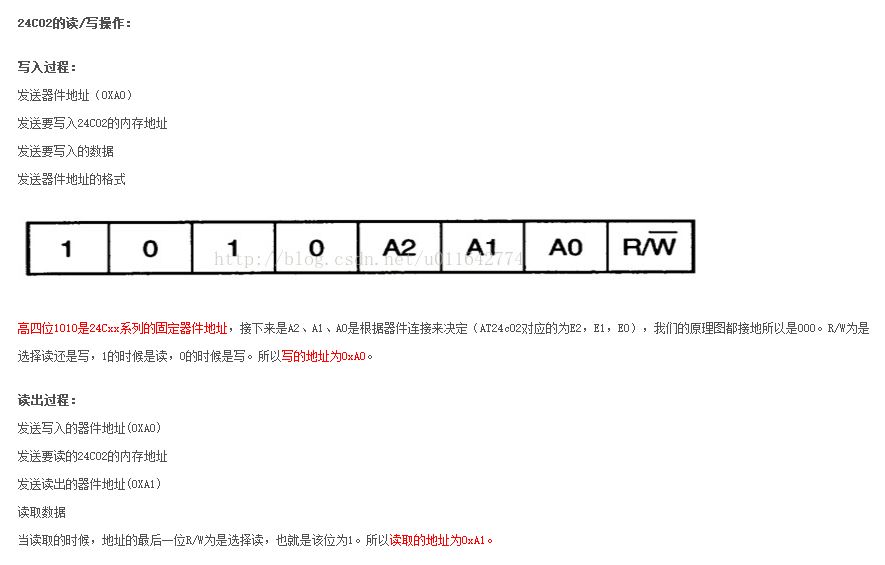 24C02的读/写操作：
写入过程：
发送器件地址（0XA0）
发送要写入24C02的内存地址
发送要写入的数据
发送器件地址的格式
1 0 1 0 A2 A1 A0 R/W
http://blog.csdn.net/u011642774
高四位1010是24Cxx系列的固定器件地址，接下来是A2、A1、A0是根据器件连接来决定（AT24c02对应的为E2，E1，E0），我们的原理图都接地所以是000。R/W为是
选择读还是写，1的时候是读，0的时候是写。所以写的地址为0xA0。
读出过程：
发送写入的器件地址(0XA0)
发送要读的24C02的内存地址
发送读出的器件地址(0XA1)
读取数据
当读取的时候，地址的最后一位R/W为是选择读，也就是该位为1。所以读取的地址为0xA1。